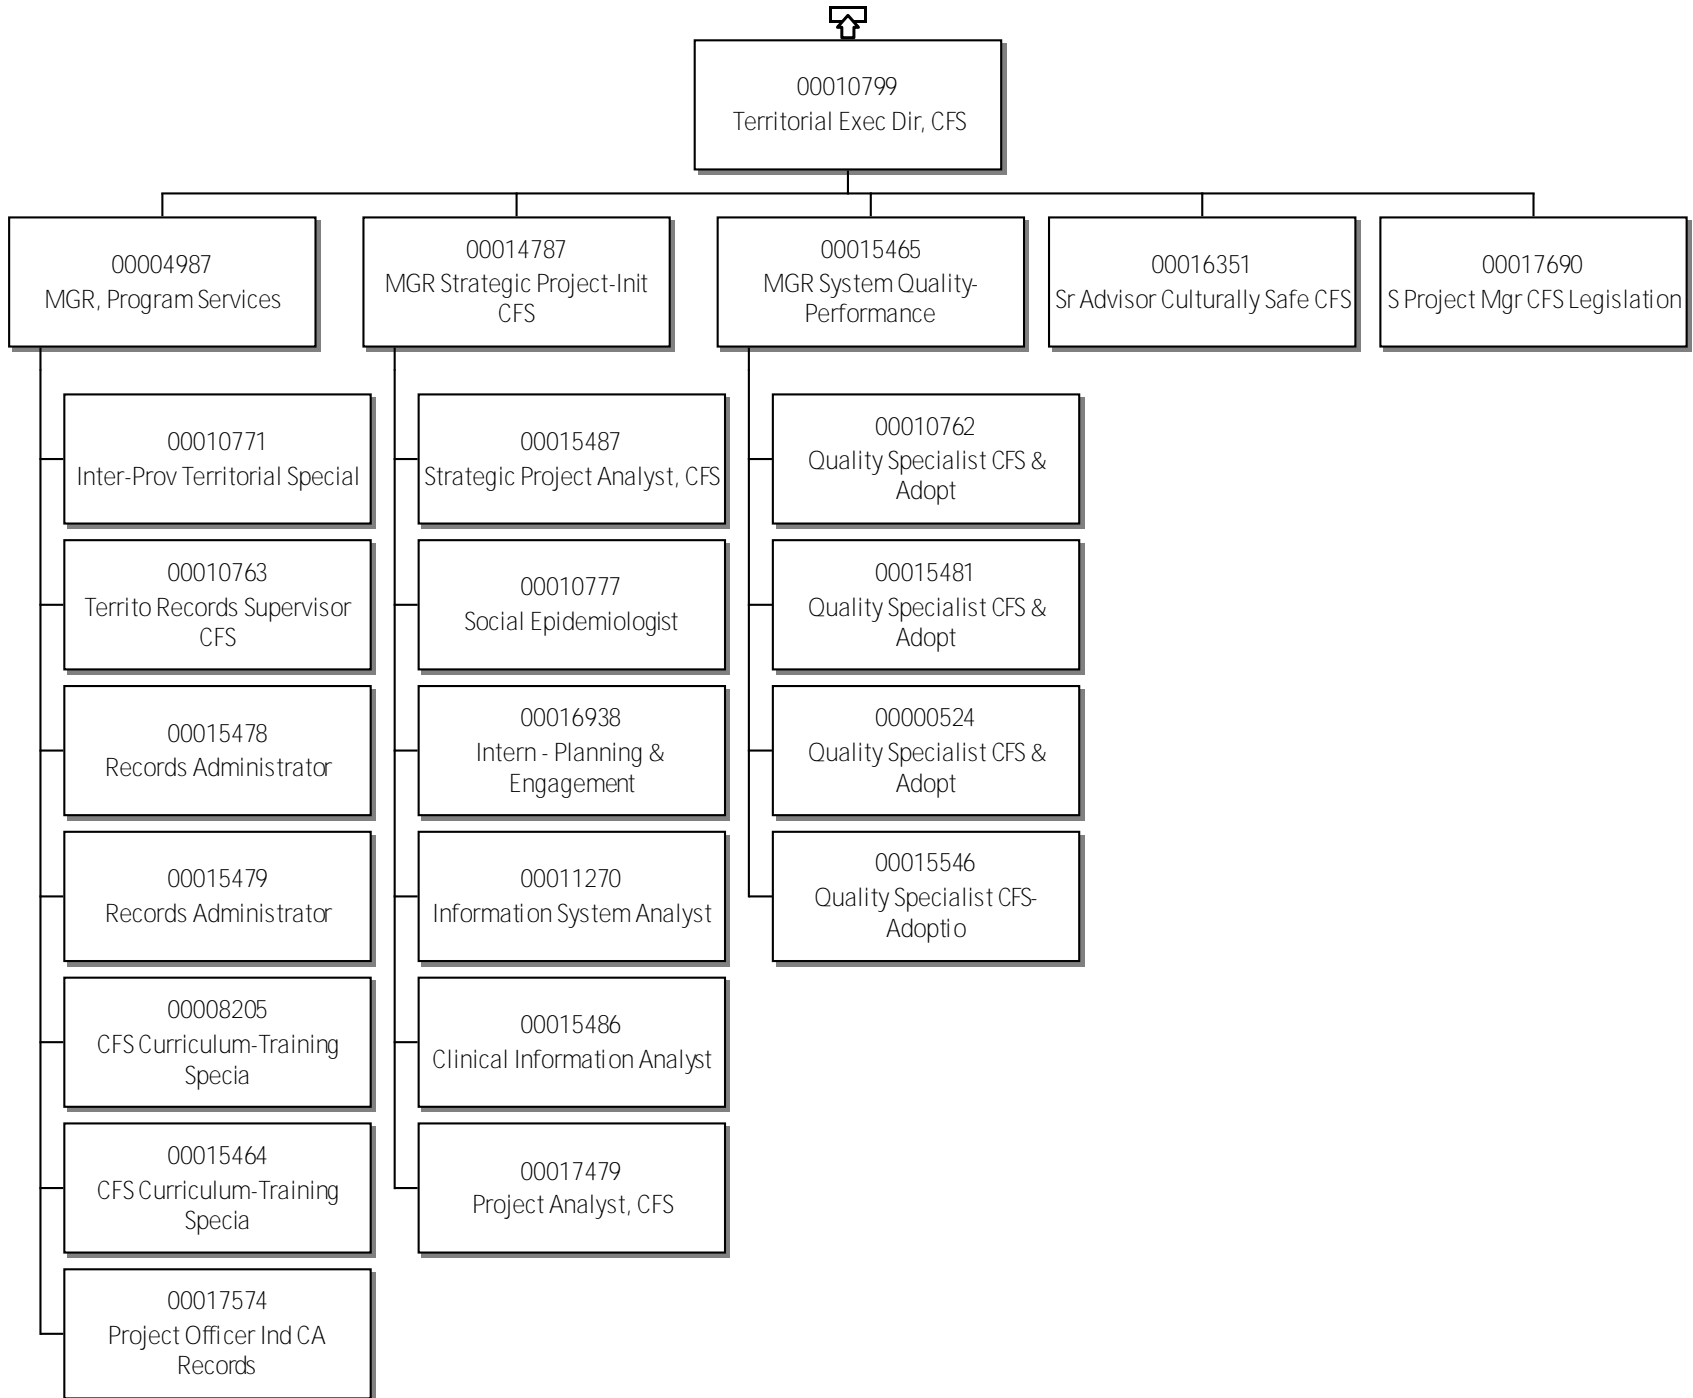 00010799
Territorial Exec Dir, CFS
00004987
MGR, Program Services
00014787
MGR Strategic Project-Init
CFS
00015465
MGR System Quality-
Performance
00016351
Sr Advisor Culturally Safe CFS
00017690
S Project Mgr CFS Legislation
00010771
Inter-Prov Territorial Special
00010763
Territo Records Supervisor
CFS
00015478
Records Administrator
00015479
Records Administrator
00008205
CFS Curriculum-Training
Specia
00015464
CFS Curriculum-Training
Specia
00017574
Project Officer Ind CA
Records
00015487
Strategic Project Analyst, CFS
00010777
Social Epidemiologist
00016938
Intern - Planning &
Engagement
00011270
Information System Analyst
00015486
Clinical Information Analyst
00017479
Project Analyst, CFS
00010762
Quality Specialist CFS &
Adopt
00015481
Quality Specialist CFS &
Adopt
00000524
Quality Specialist CFS &
Adopt
00015546
Quality Specialist CFS-
Adoptio